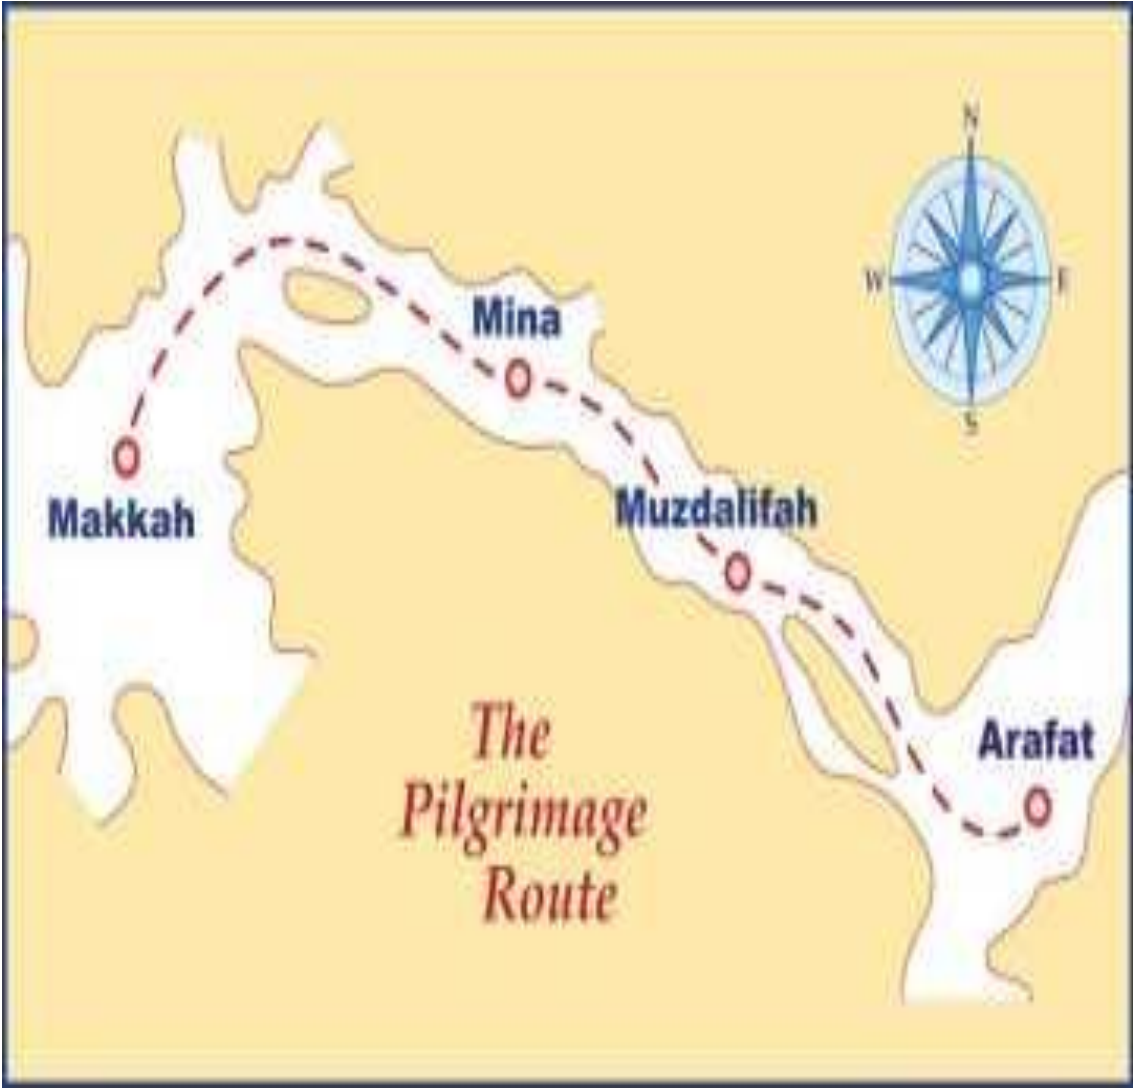 N
W
E
S
Mina
Makkah
Muzdalifah
Arafat
The
Pilgrimage
Route